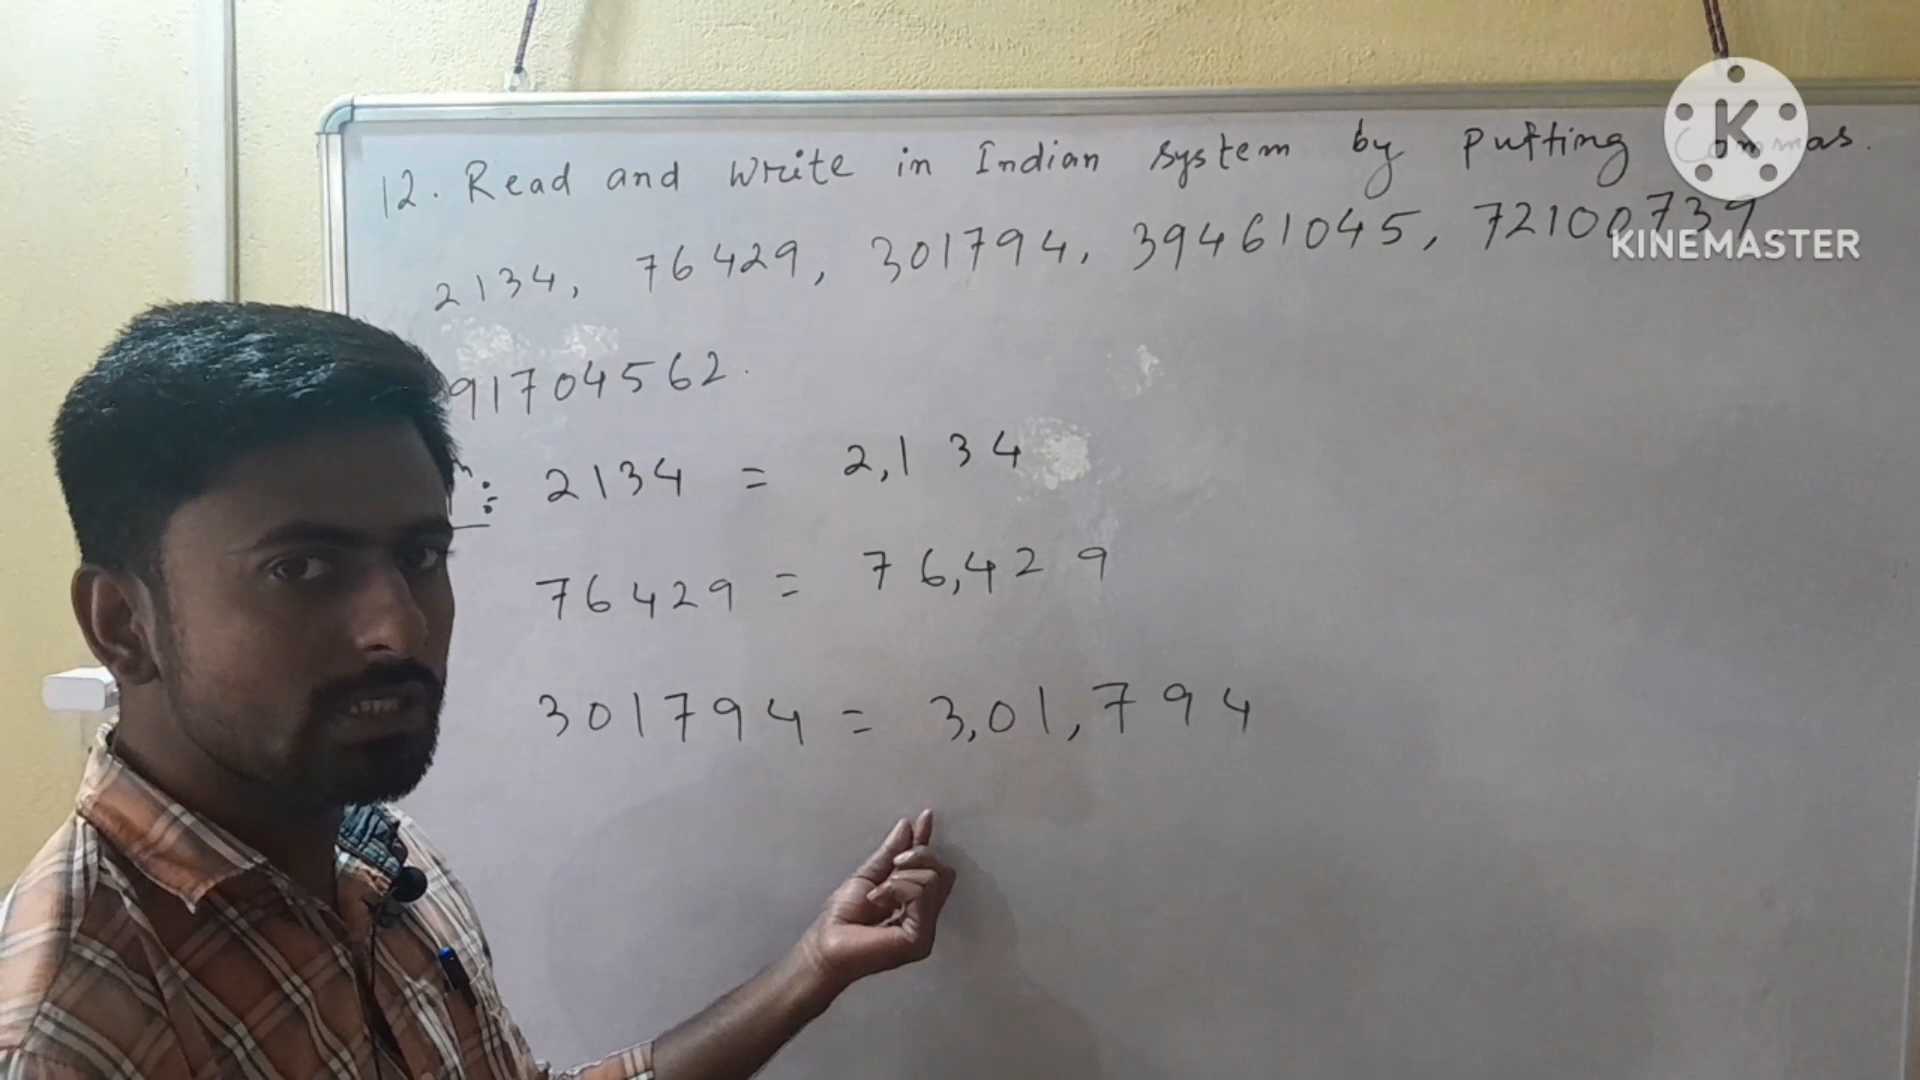 12. Read and Write in Indian System by Putting
2134, 76429, 301794, 39461045, 72100739
KINEMASTER
91704562.
2134 = 2,134
76429 = 76,429
301794 = 3,01,794